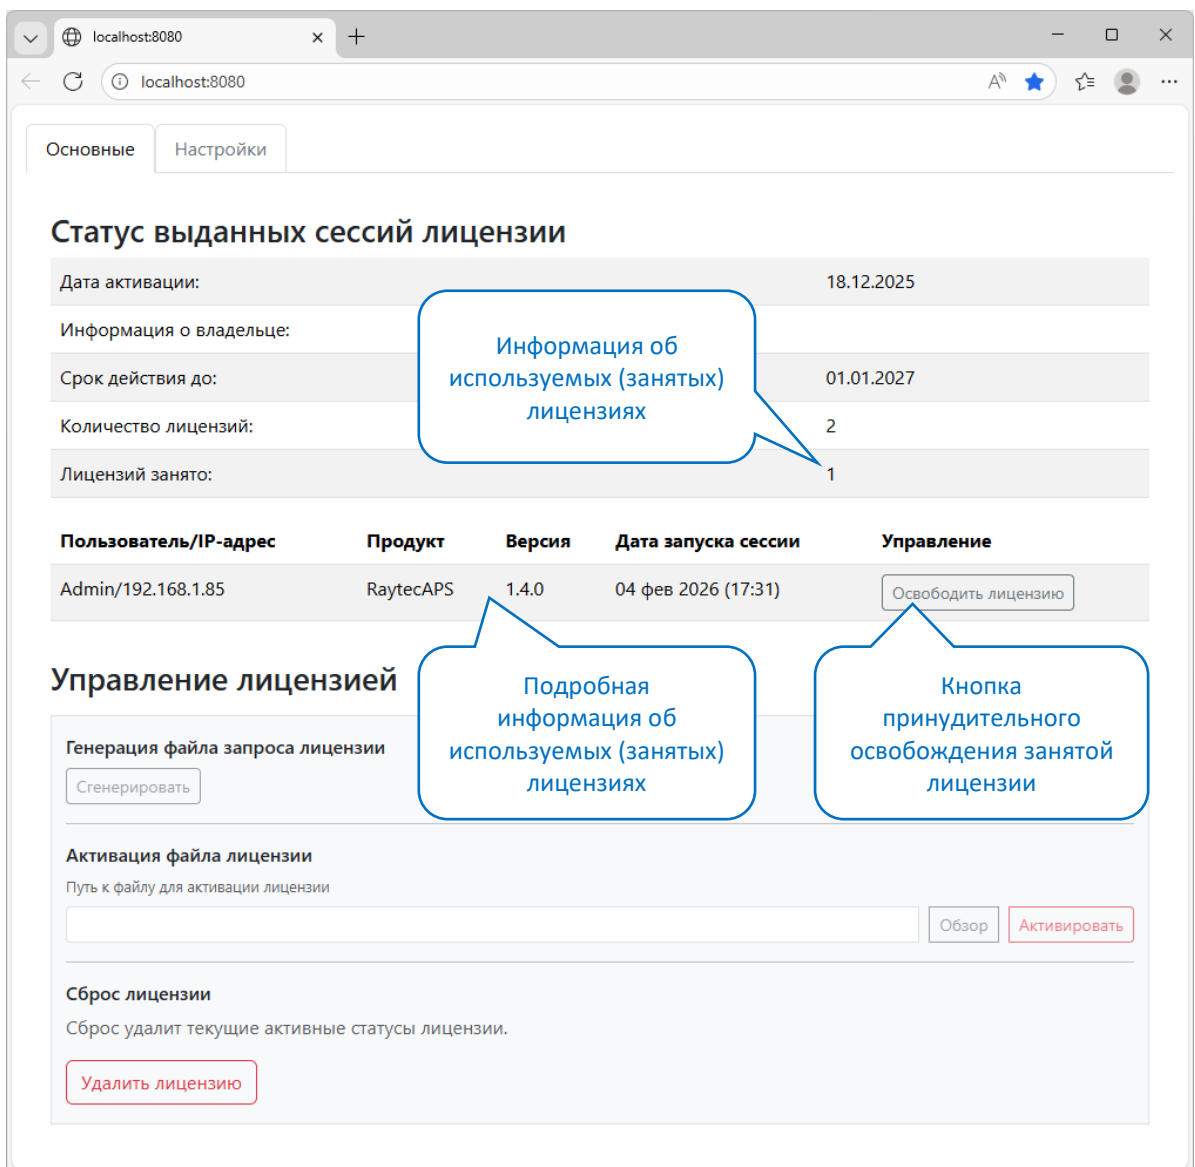 localhost:8080
localhost:8080
Основные Настройки
Статус выданных сессий лицензии
Дата активации: 18.12.2025
Информация о владельце:
Срок действия до: 01.01.2027
Количество лицензий: 2
Лицензий занято: 1
Информация об
используемых (занятых)
лицензиях
Пользователь/IP-адрес Продукт Версия Дата запуска сессии Управление
Admin/192.168.1.85 RaytecAPS 1.4.0 04 фев 2026 (17:31) Освободить лицензию
Подробная
информация об
используемых (занятых)
лицензиях
Кнопка
принудительного
освобождения занятой
лицензии
Управление лицензией
Генерация файла запроса лицензии
Сгенерировать
Активация файла лицензии
Путь к файлу для активации лицензии
Обзор Активировать
Сброс лицензии
Сброс удалит текущие активные статусы лицензии.
Удалить лицензию